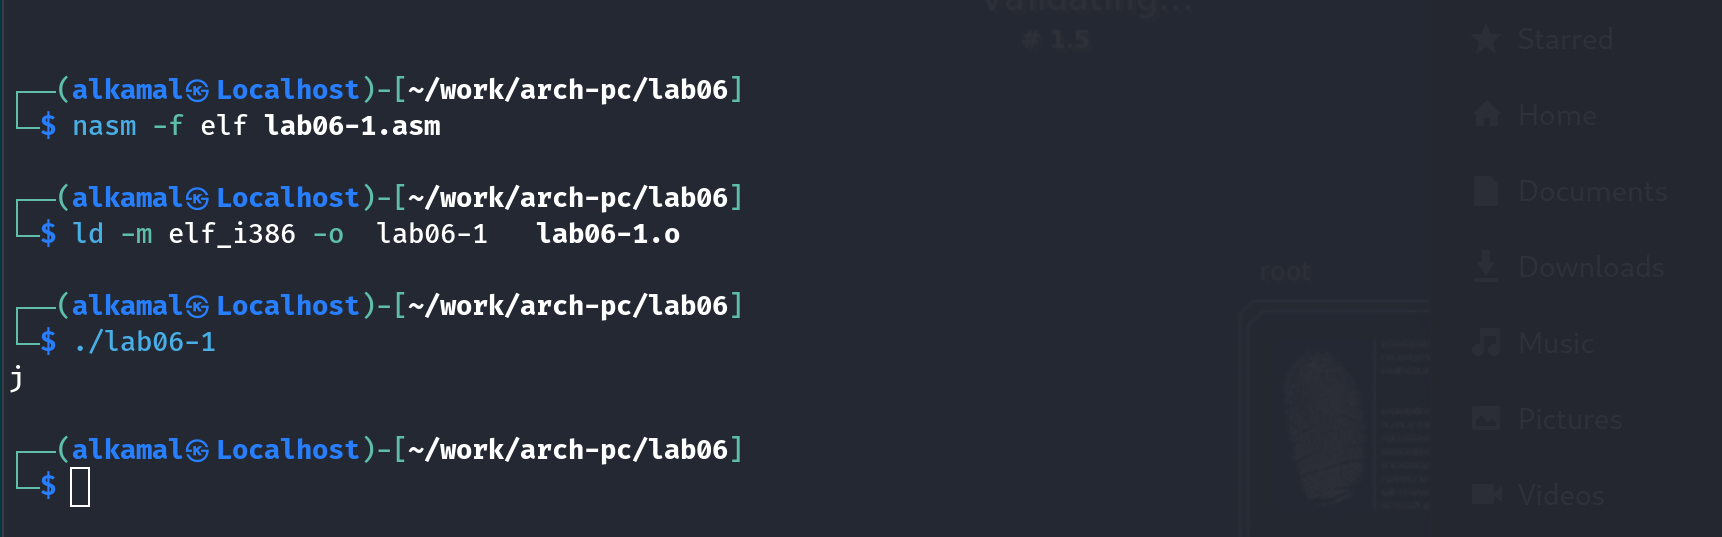 Validating...
# 1.5
┌──(alkamal㉿Localhost)-[~/work/arch-pc/lab06]
└─$ nasm -f elf lab06-1.asm
┌──(alkamal㉿Localhost)-[~/work/arch-pc/lab06]
└─$ ld -m elf_i386 -o  lab06-1   lab06-1.o
┌──(alkamal㉿Localhost)-[~/work/arch-pc/lab06]
└─$ ./lab06-1
j
┌──(alkamal㉿Localhost)-[~/work/arch-pc/lab06]
└─$
root
Starred
Home
Documents
Downloads
Music
Pictures
Videos